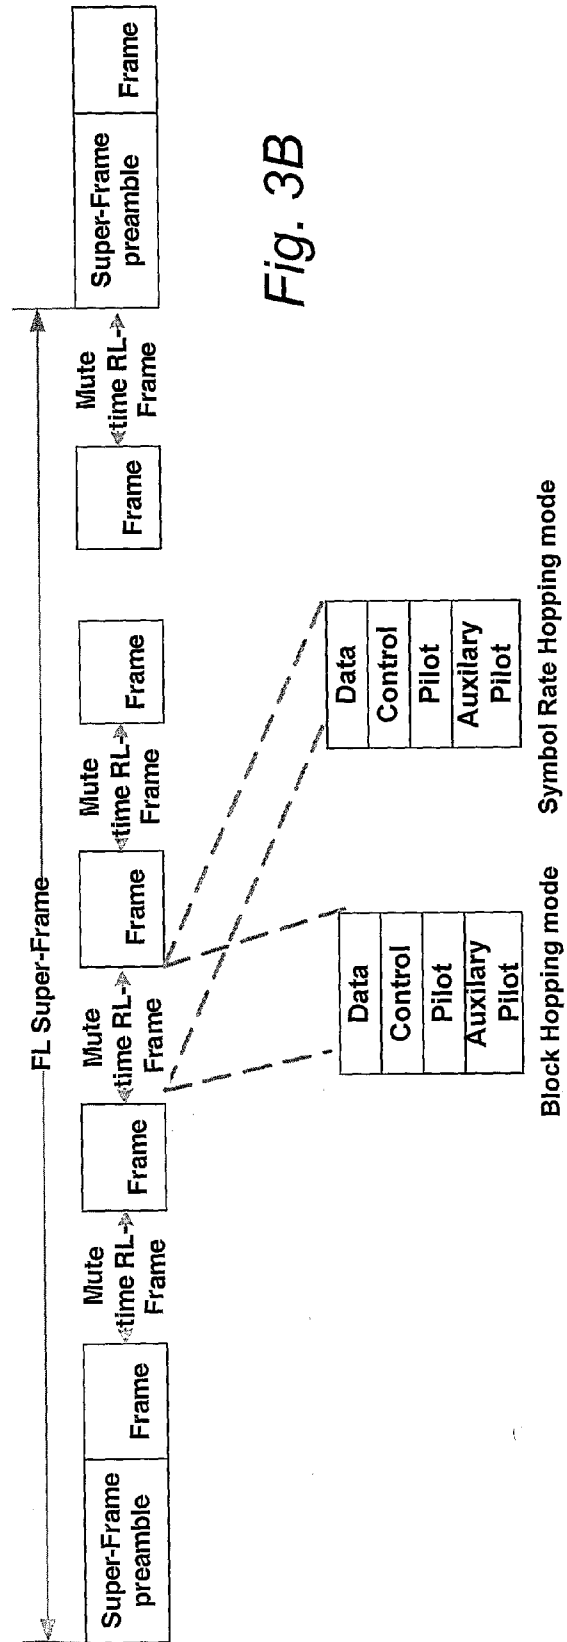 FL Super-Frame
Super-Frame
preamble
Frame
Mute
time RL-
Frame
Frame
Mute
time RL-
Frame
Frame
Mute
time RL-
Frame
Frame
Frame
Mute
time RL-
Frame
Super-Frame
preamble
Frame
Data
Control
Pilot
Auxilary
Pilot
Block Hopping mode
Data
Control
Pilot
Auxilary
Pilot
Symbol Rate Hopping mode
Fig. 3B